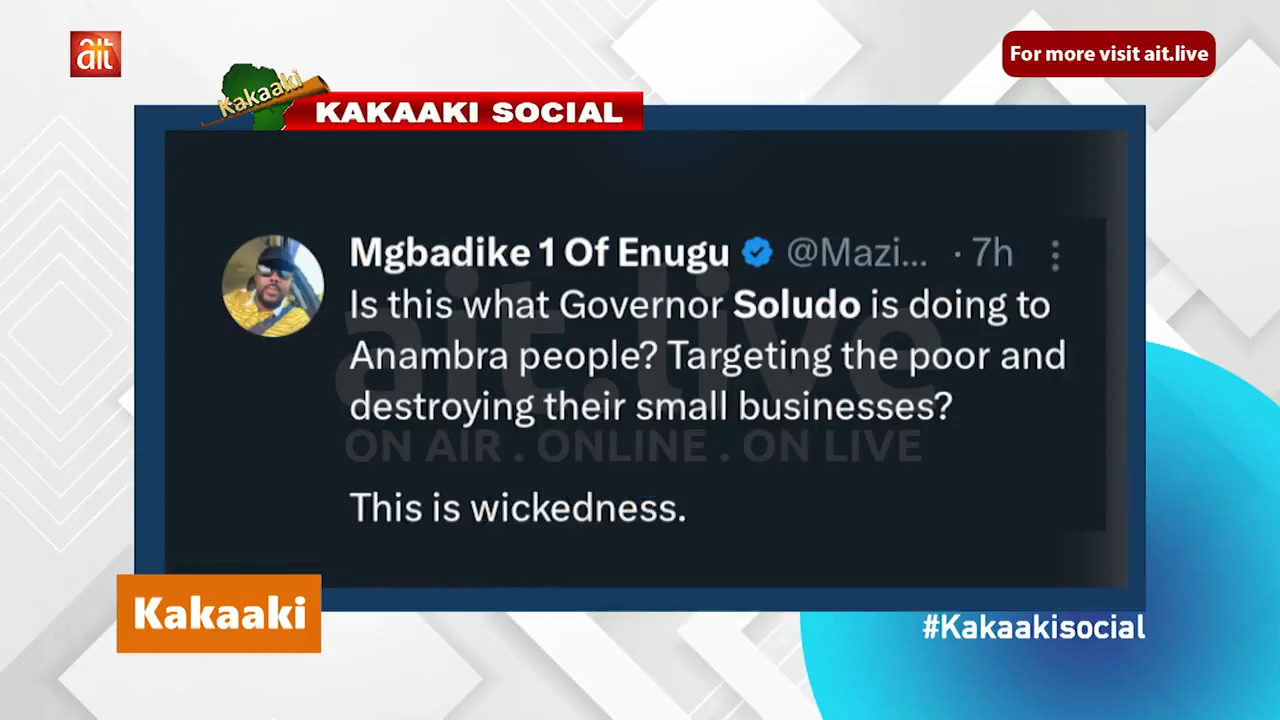 ait
For more visit ait.live
Kakaaki
KAKAAKI SOCIAL
Mgbadike 1 Of Enugu @Mazi... · 7h
Is this what Governor Soludo is doing to
Anambra people? Targeting the poor and
destroying their small businesses?
ait.live
ON AIR . ONLINE . ON LIVE
This is wickedness.
Kakaaki
#Kakaakisocial